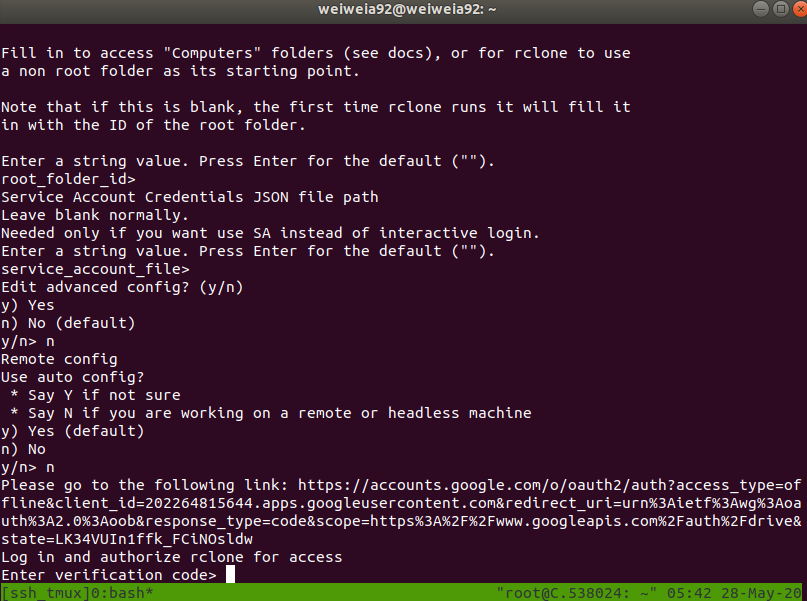 weiweia92@weiweia92: ~
Fill in to access "Computers" folders (see docs), or for rclone to use
a non root folder as its starting point.
Note that if this is blank, the first time rclone runs it will fill it
in with the ID of the root folder.
Enter a string value. Press Enter for the default ("").
root_folder_id>
Service Account Credentials JSON file path
Leave blank normally.
Needed only if you want use SA instead of interactive login.
Enter a string value. Press Enter for the default ("").
service_account_file>
Edit advanced config? (y/n)
y) Yes
n) No (default)
y/n> n
Remote config
Use auto config?
 * Say Y if not sure
 * Say N if you are working on a remote or headless machine
y) Yes (default)
n) No
y/n> n
Please go to the following link: https://accounts.google.com/o/oauth2/auth?access_type=of
fline&client_id=202264815644.apps.googleusercontent.com&redirect_uri=urn%3Aietf%3Awg%3Aoa
uth%3A2.0%3Aoob&response_type=code&scope=https%3A%2F%2Fwww.googleapis.com%2Fauth%2Fdrive&
state=LK34VUIn1ffk_FCiNOsldw
Log in and authorize rclone for access
Enter verification code>
[ssh_tmux]0:bash* "root@C.538024: ~" 05:42 28-May-20